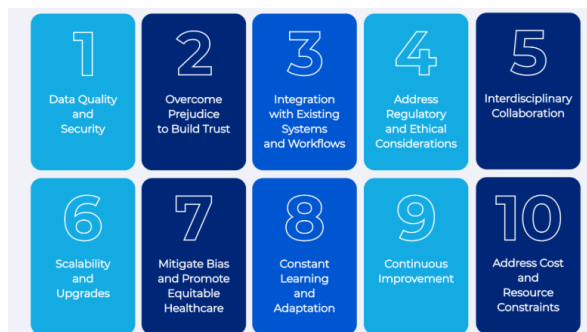 1
Data Quality
and
Security
2
Overcome
Prejudice
to Build Trust
3
Integration
with Existing
Systems
and Workflows
4
Address
Regulatory
and Ethical
Considerations
5
Interdisciplinary
Collaboration
6
Scalability
and
Upgrades
7
Mitigate Bias
and Promote
Equitable
Healthcare
8
Constant
Learning
and
Adaptation
9
Continuous
Improvement
10
Address Cost
and
Resource
Constraints